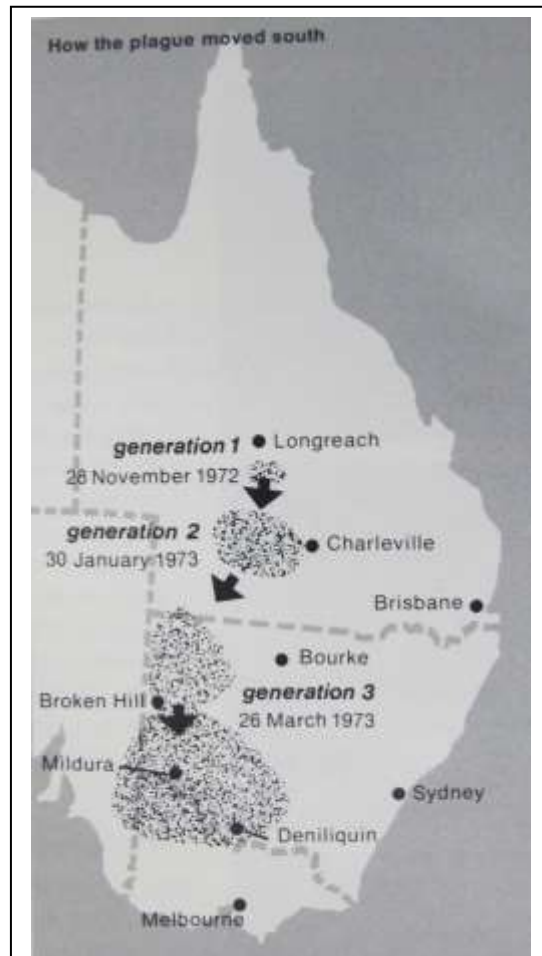 How the plague moved south
generation 1
Longreach
28 November 1972
generation 2
Charleville
30 January 1973
Brisbane
Bourke
Broken Hill
generation 3
26 March 1973
Mildura
Sydney
Deniliquin
Melbourne